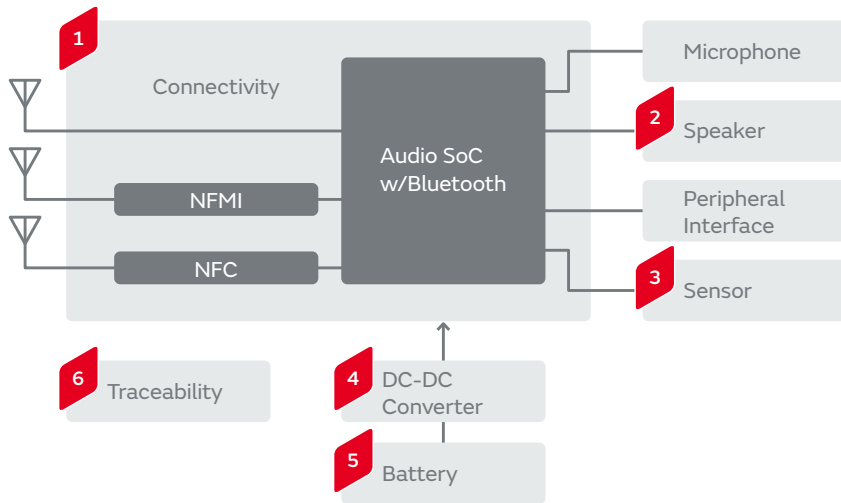 1
Connectivity
Audio SoC
w/Bluetooth
NFMI
NFC
Microphone
2
Speaker
Peripheral
Interface
3
Sensor
6
Traceability
4
DC-DC
Converter
5
Battery